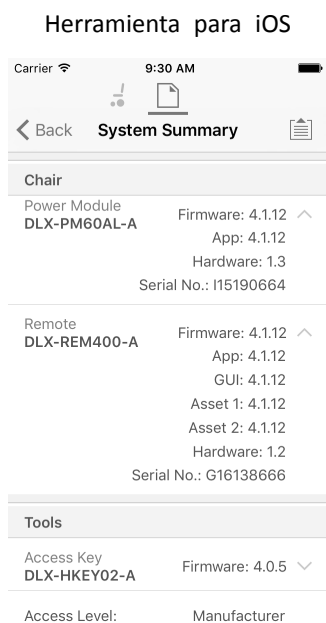 Herramienta para iOS
Carrier 9:30 AM
Back System Summary
Chair
Power Module
DLX-PM60AL-A
Firmware: 4.1.12
App: 4.1.12
Hardware: 1.3
Serial No.: I15190664
Remote
DLX-REM400-A
Firmware: 4.1.12
App: 4.1.12
GUI: 4.1.12
Asset 1: 4.1.12
Asset 2: 4.1.12
Hardware: 1.2
Serial No.: G16138666
Tools
Access Key
DLX-HKEY02-A
Firmware: 4.0.5
Access Level: Manufacturer